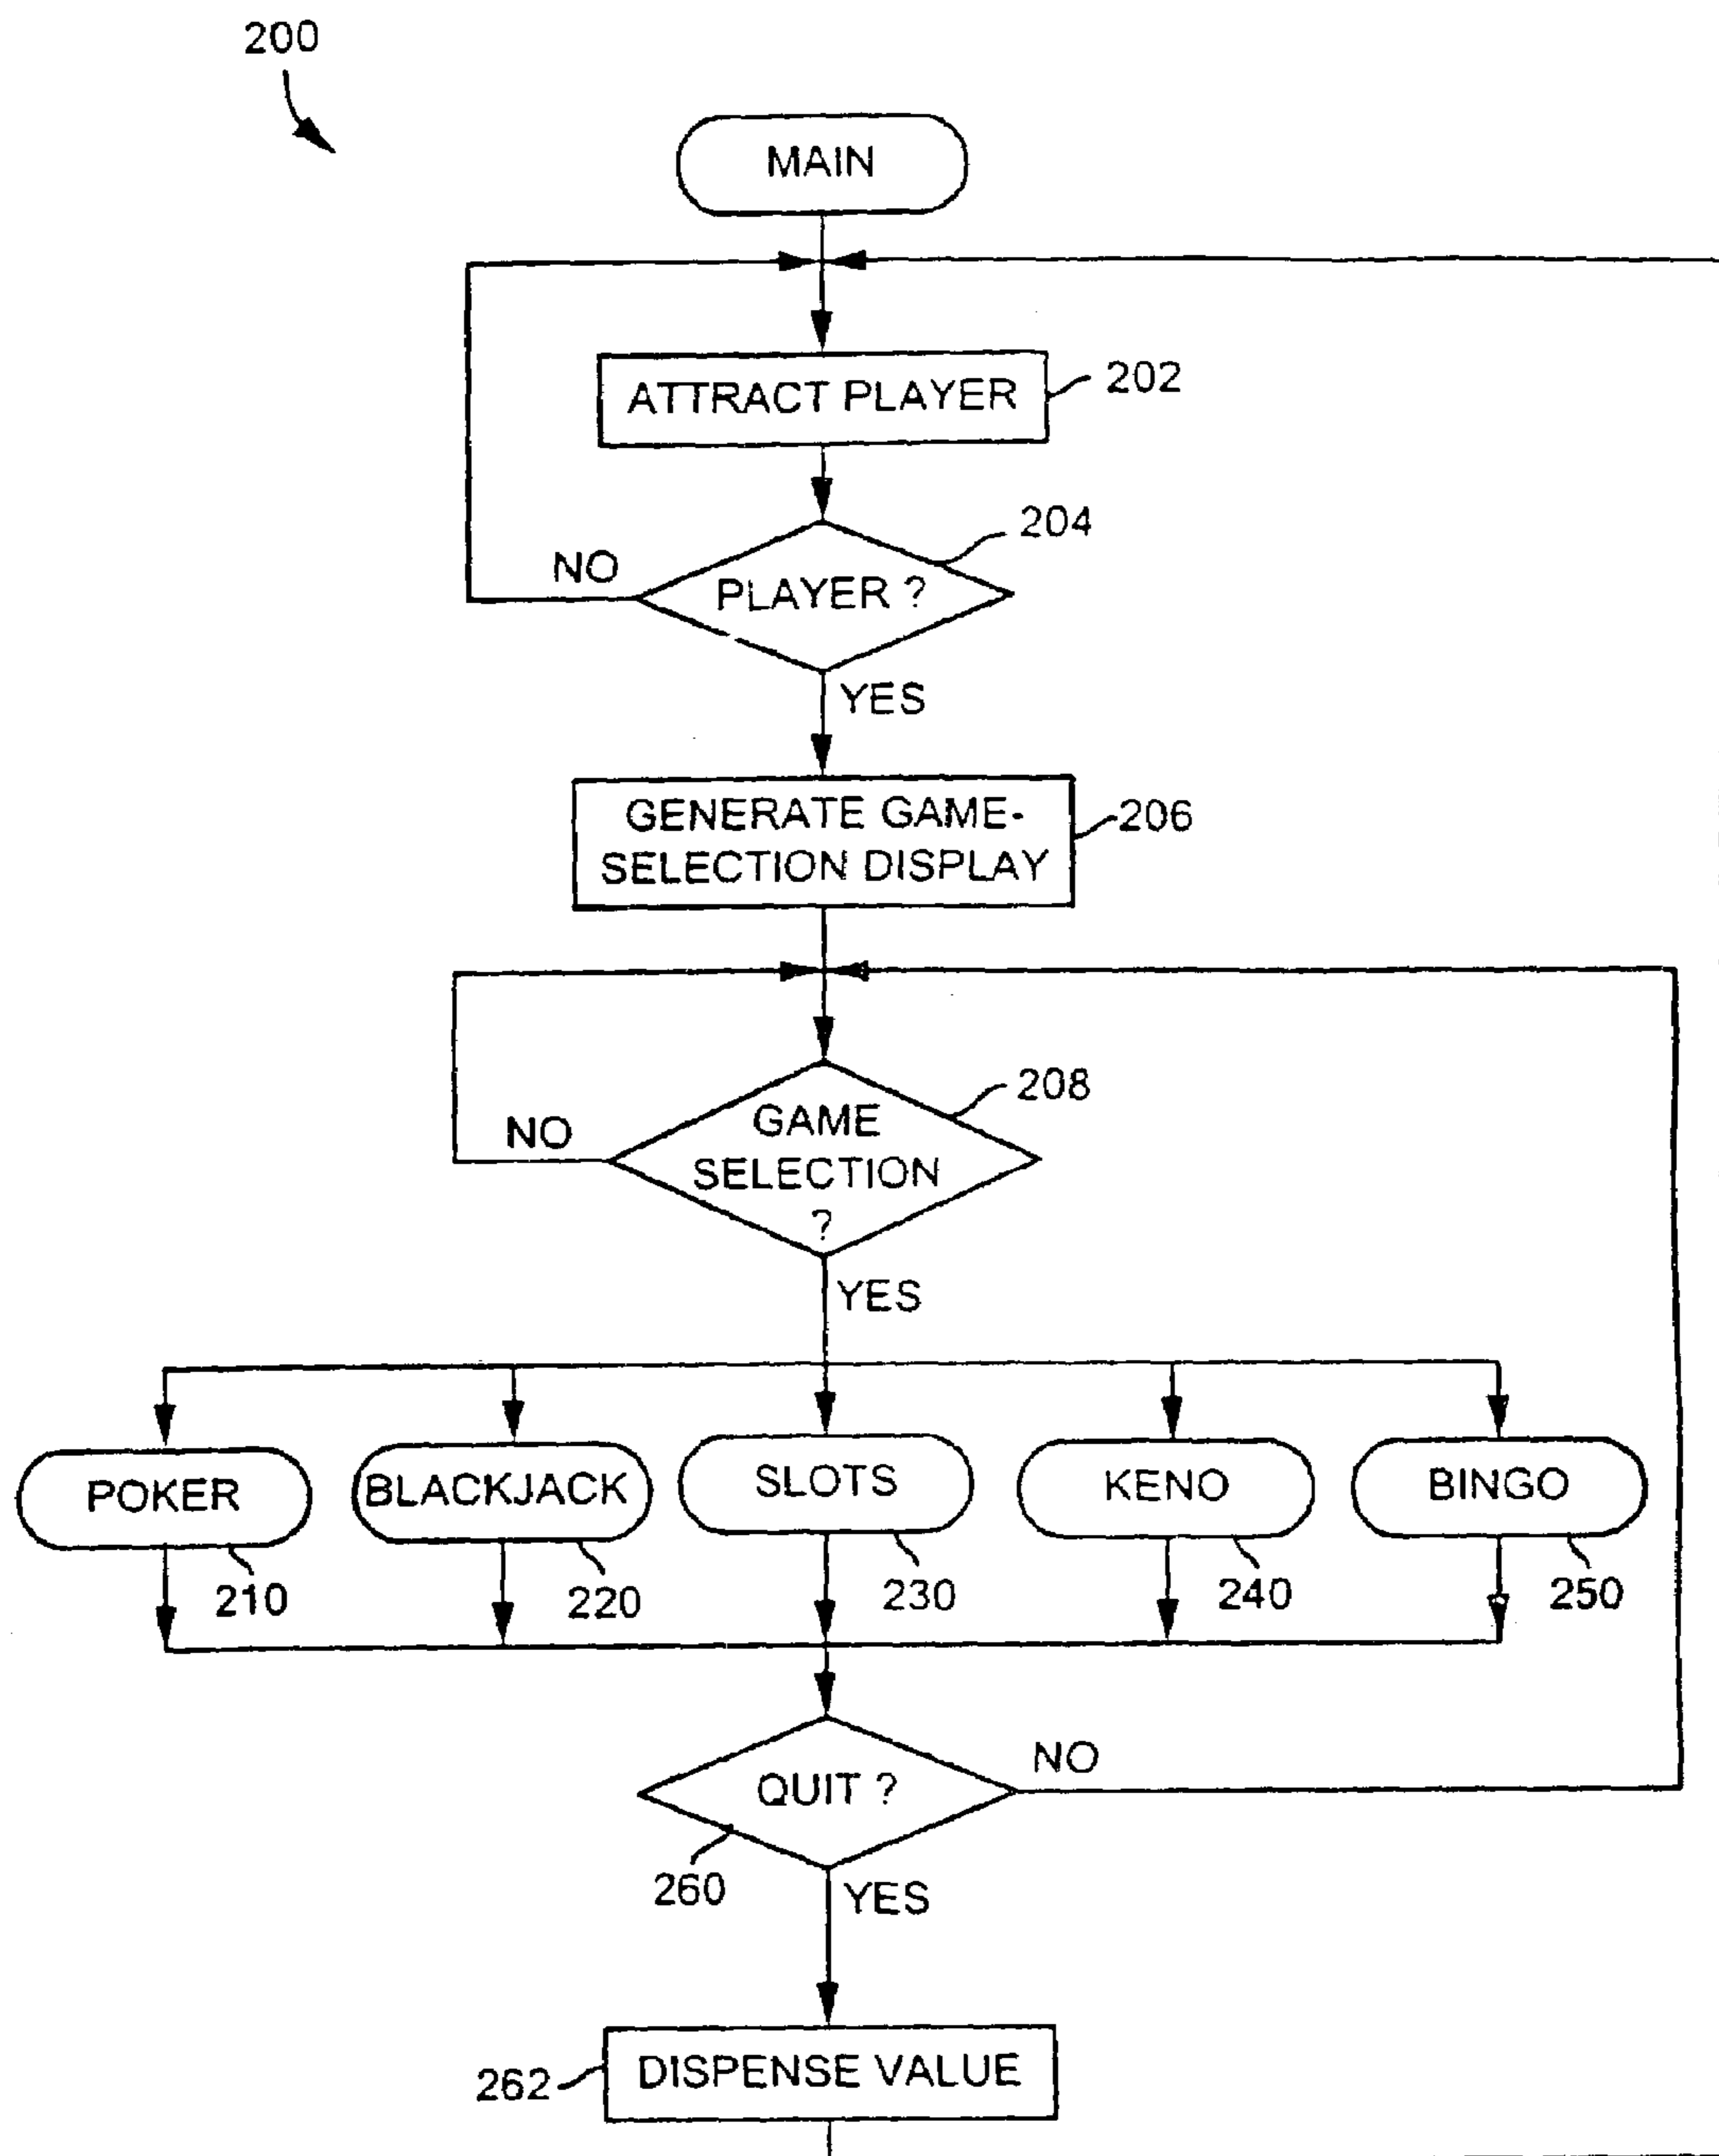 200
MAIN
ATTRACT PLAYER
202
204
NO
PLAYER ?
YES
GENERATE GAME-
SELECTION DISPLAY
206
208
NO
GAME
SELECTION
?
YES
POKER
BLACKJACK
SLOTS
KENO
BINGO
210
220
230
240
250
QUIT ?
NO
260
YES
262
DISPENSE VALUE